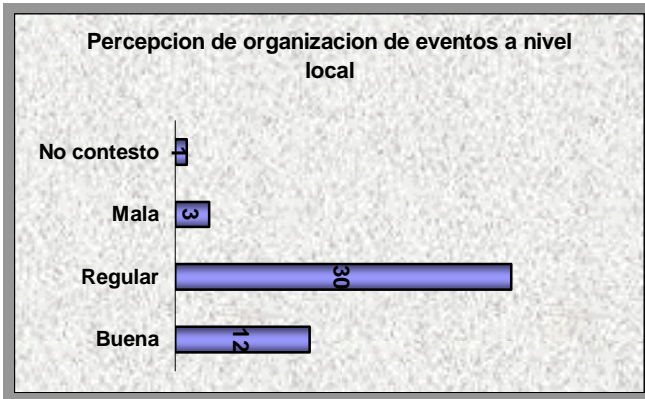 Percepcion de organizacion de eventos a nivel
local
No contesto
1
Mala
3
Regular
30
Buena
12